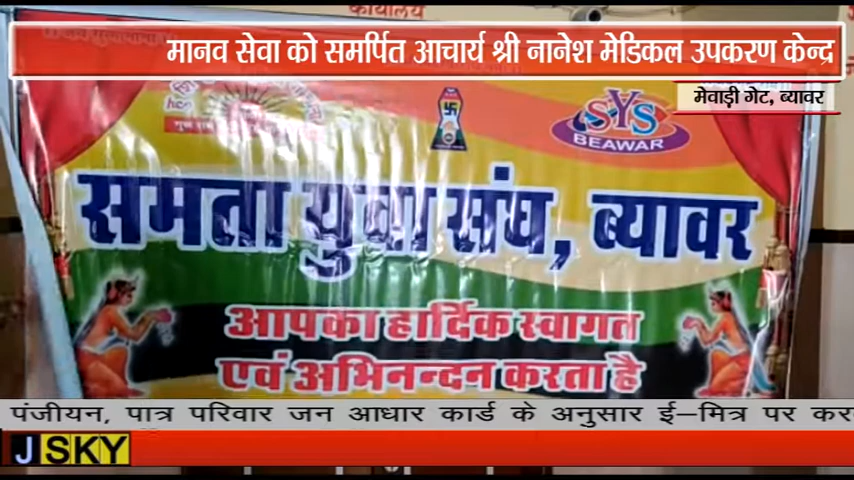 कार्यालय
मानव सेवा को समर्पित आचार्य श्री नानेश मेडिकल उपकरण केन्द्र
मेवाड़ी गेट, ब्यावर
SYS
BEAWAR
समता युवा संघ, ब्यावर
आपका हार्दिक स्वागत
एवं अभिनन्दन करता है
पंजीयन, पात्र परिवार जन आधार कार्ड के अनुसार ई–मित्र पर कर
J SKY